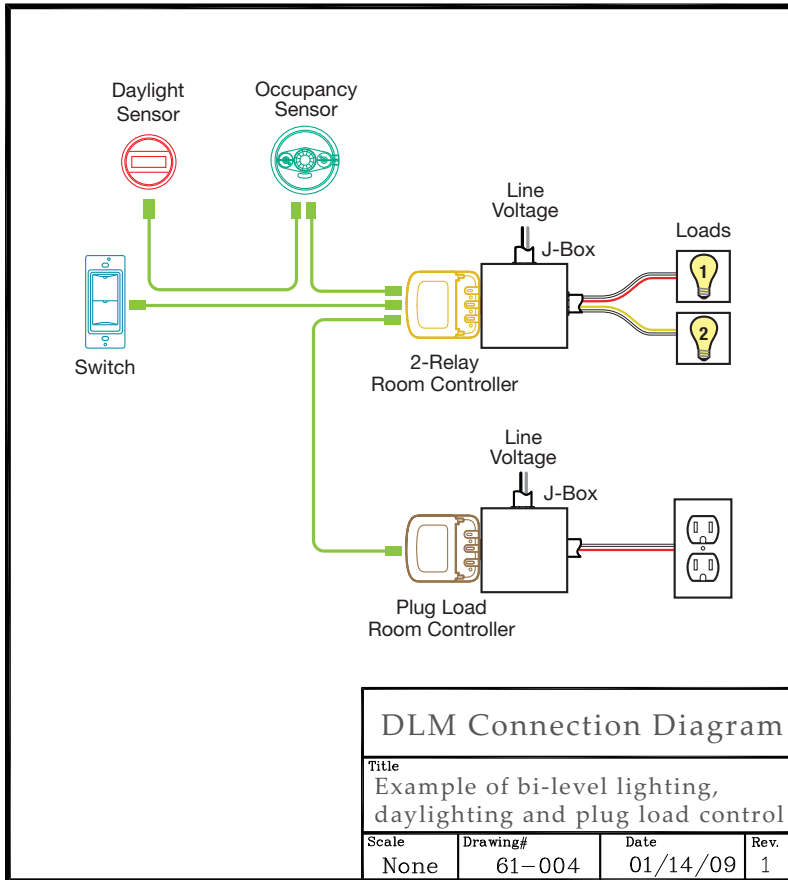 Daylight
Sensor
Occupancy
Sensor
Line
Voltage
J-Box
Loads
1
2
Switch
2-Relay
Room Controller
Line
Voltage
J-Box
Plug Load
Room Controller
DLM Connection Diagram
Title
Example of bi-level lighting,
daylighting and plug load control
Scale
None
Drawing#
61-004
Date
01/14/09
Rev.
1